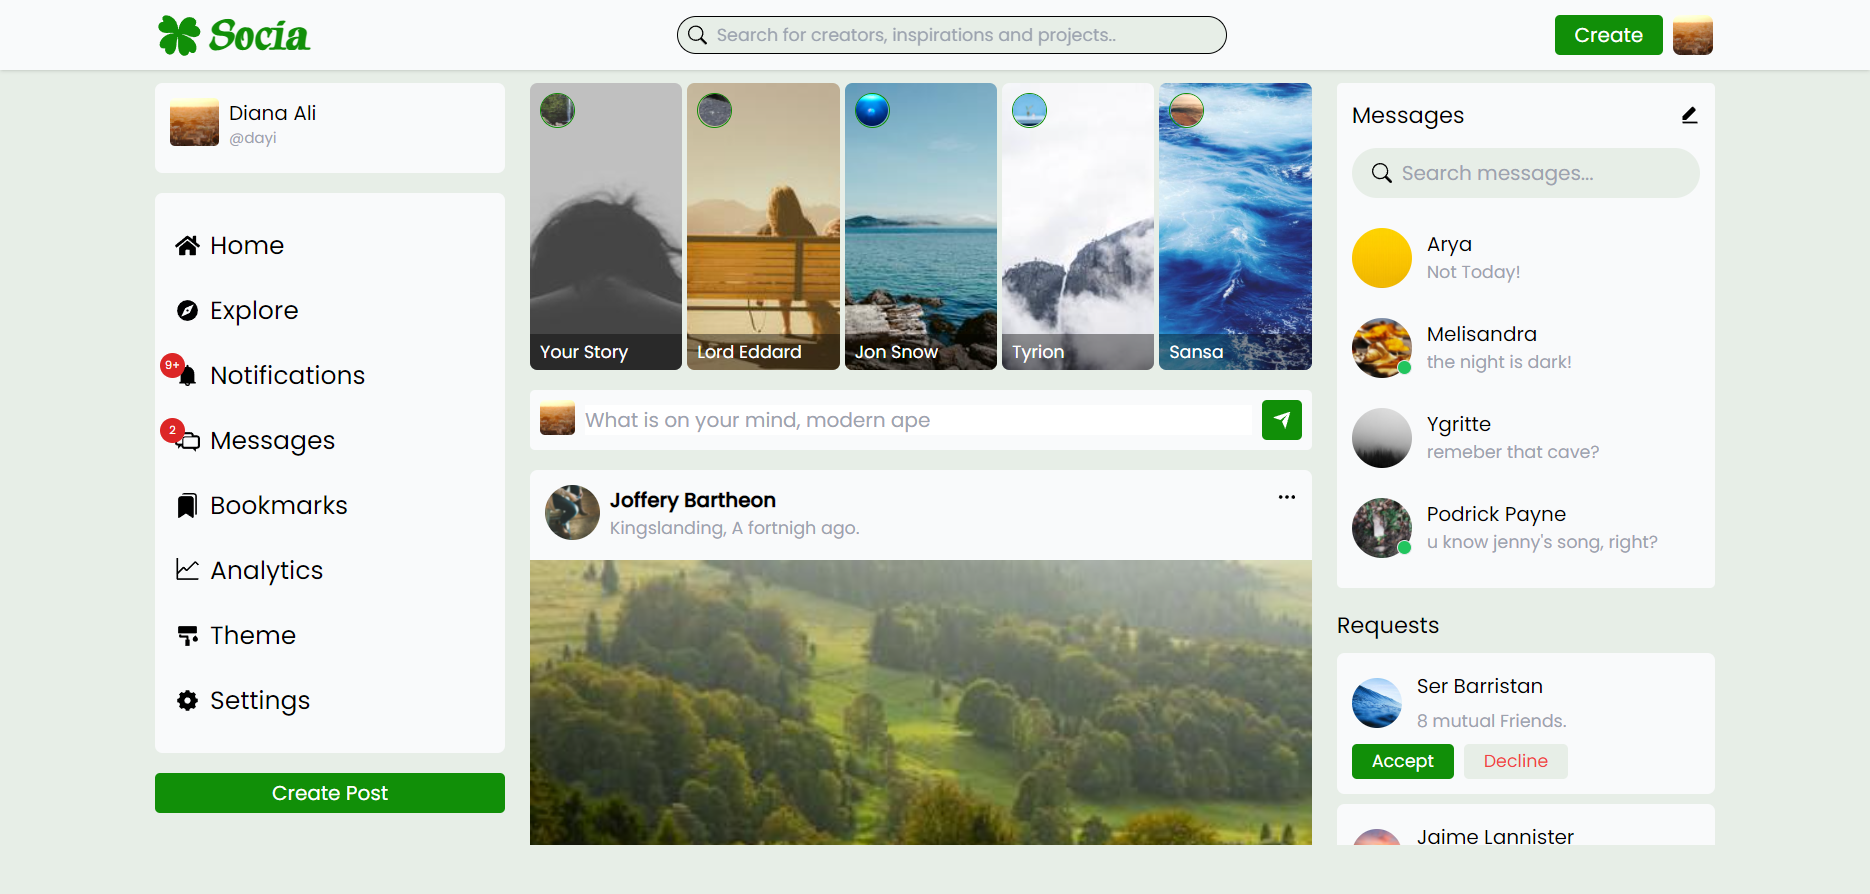 Socia
Search for creators, inspirations and projects..
Create
Diana Ali
@dayi
Home
Explore
9+
Notifications
2
Messages
Bookmarks
Analytics
Theme
Settings
Create Post
Your Story
Lord Eddard
Jon Snow
Tyrion
Sansa
What is on your mind, modern ape
Joffery Bartheon
Kingslanding, A fortnigh ago.
Messages
Search messages...
Arya
Not Today!
Melisandra
the night is dark!
Ygritte
remeber that cave?
Podrick Payne
u know jenny's song, right?
Requests
Ser Barristan
8 mutual Friends.
Accept
Decline
Jaime Lannister